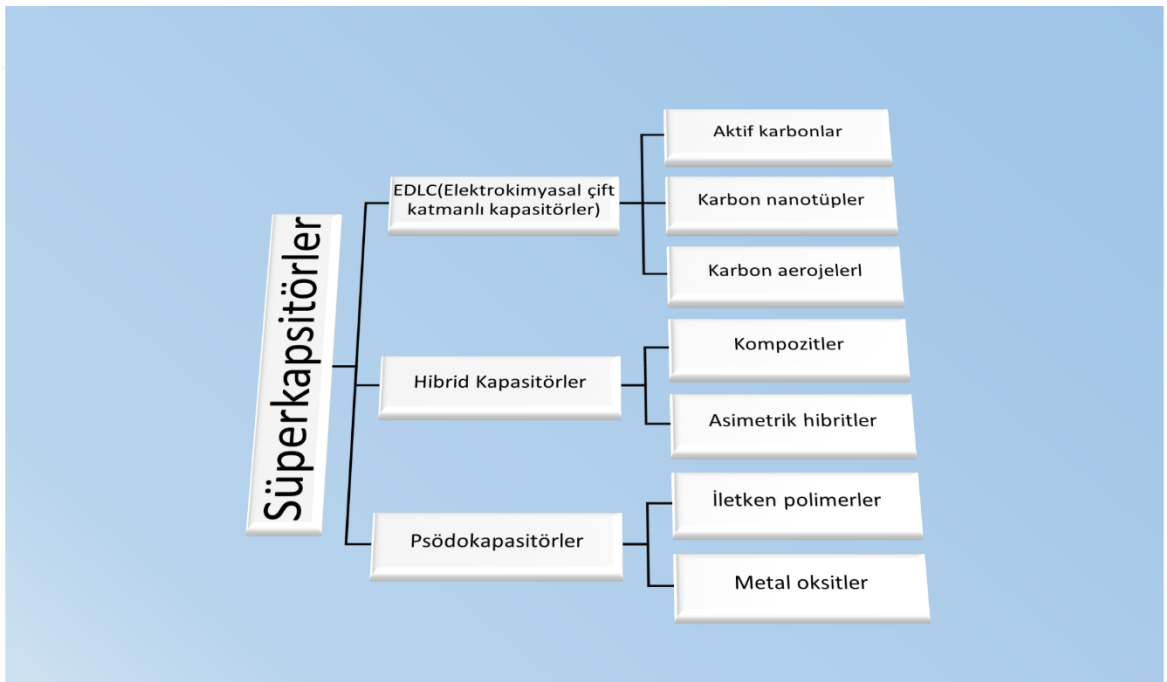 Süperkapsitörler
EDLC(Elektrokimyasal çift
katmanlı kapasitörler)
Aktif karbonlar
Karbon nanotüpler
Karbon aerojelerl
Hibrid Kapasitörler
Kompozitler
Asimetrik hibritler
Psödokapasitörler
İletken polimerler
Metal oksitler